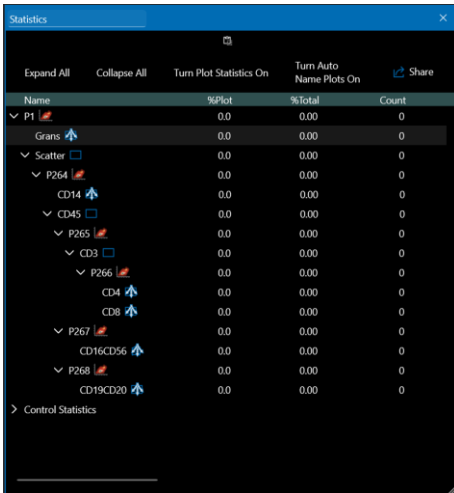 Statistics
Expand All Collapse All Turn Plot Statistics On Turn Auto Name Plots On Share
Name %Plot %Total Count
P1 0.0 0.00 0
Grans 0.0 0.00 0
Scatter 0.0 0.00 0
P264 0.0 0.00 0
CD14 0.0 0.00 0
CD45 0.0 0.00 0
P265 0.0 0.00 0
CD3 0.0 0.00 0
P266 0.0 0.00 0
CD4 0.0 0.00 0
CD8 0.0 0.00 0
P267 0.0 0.00 0
CD16CD56 0.0 0.00 0
P268 0.0 0.00 0
CD19CD20 0.0 0.00 0
Control Statistics